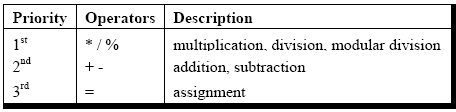 Priority Operators Description
1st * / % multiplication, division, modular division
2nd + - addition, subtraction
3rd = assignment